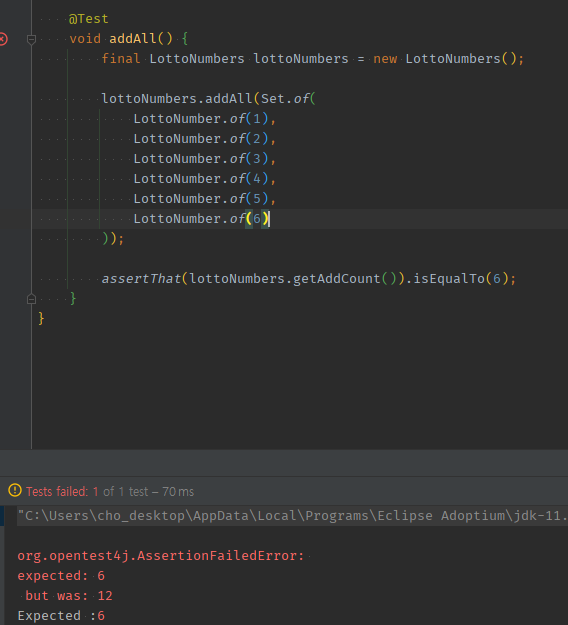 @Test
void addAll() {
final LottoNumbers lottoNumbers = new LottoNumbers();
lottoNumbers.addAll(Set.of(
LottoNumber.of(1),
LottoNumber.of(2),
LottoNumber.of(3),
LottoNumber.of(4),
LottoNumber.of(5),
LottoNumber.of(6)
));
assertThat(lottoNumbers.getAddCount()).isEqualTo(6);
}
}
Tests failed: 1 of 1 test – 70 ms
"C:\Users\cho_desktop\AppData\Local\Programs\Eclipse Adoptium\jdk-11.
org.opentest4j.AssertionFailedError:
expected: 6
but was: 12
Expected :6